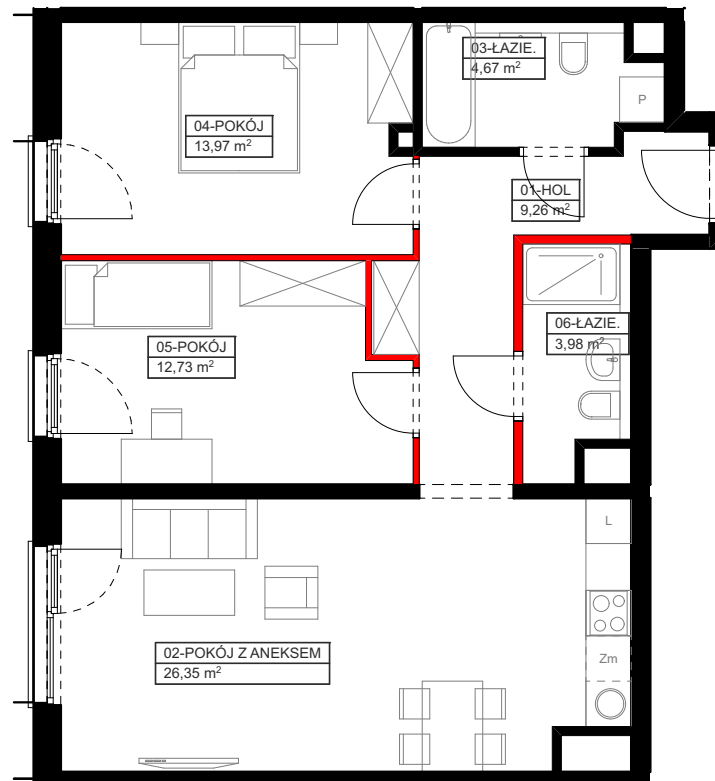 03-ŁAZIE.
4,67 m²
P
04-POKÓJ
13,97 m²
01-HOL
9,26 m²
06-ŁAZIE.
3,98 m²
05-POKÓJ
12,73 m²
L
02-POKÓJ Z ANEKSEM
26,35 m²
Zm